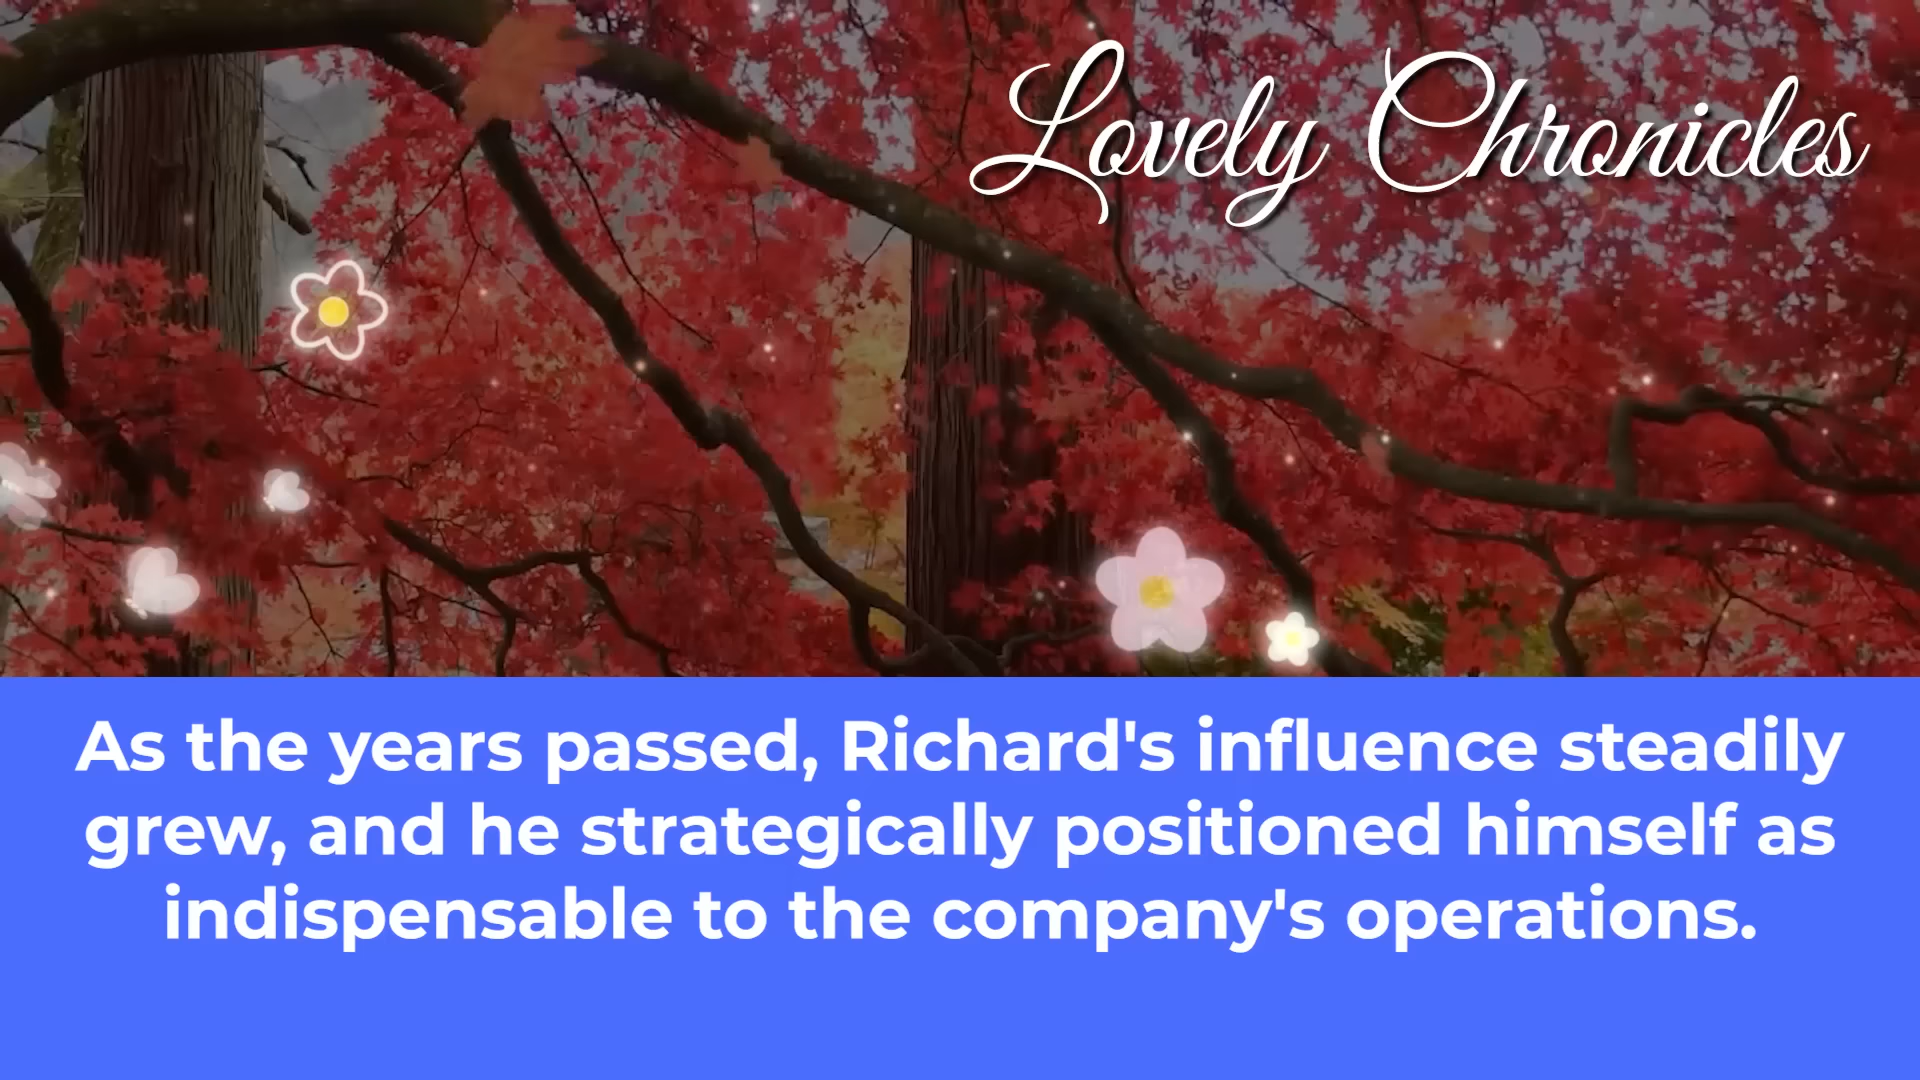 Lovely Chronicles
As the years passed, Richard's influence steadily
grew, and he strategically positioned himself as
indispensable to the company's operations.